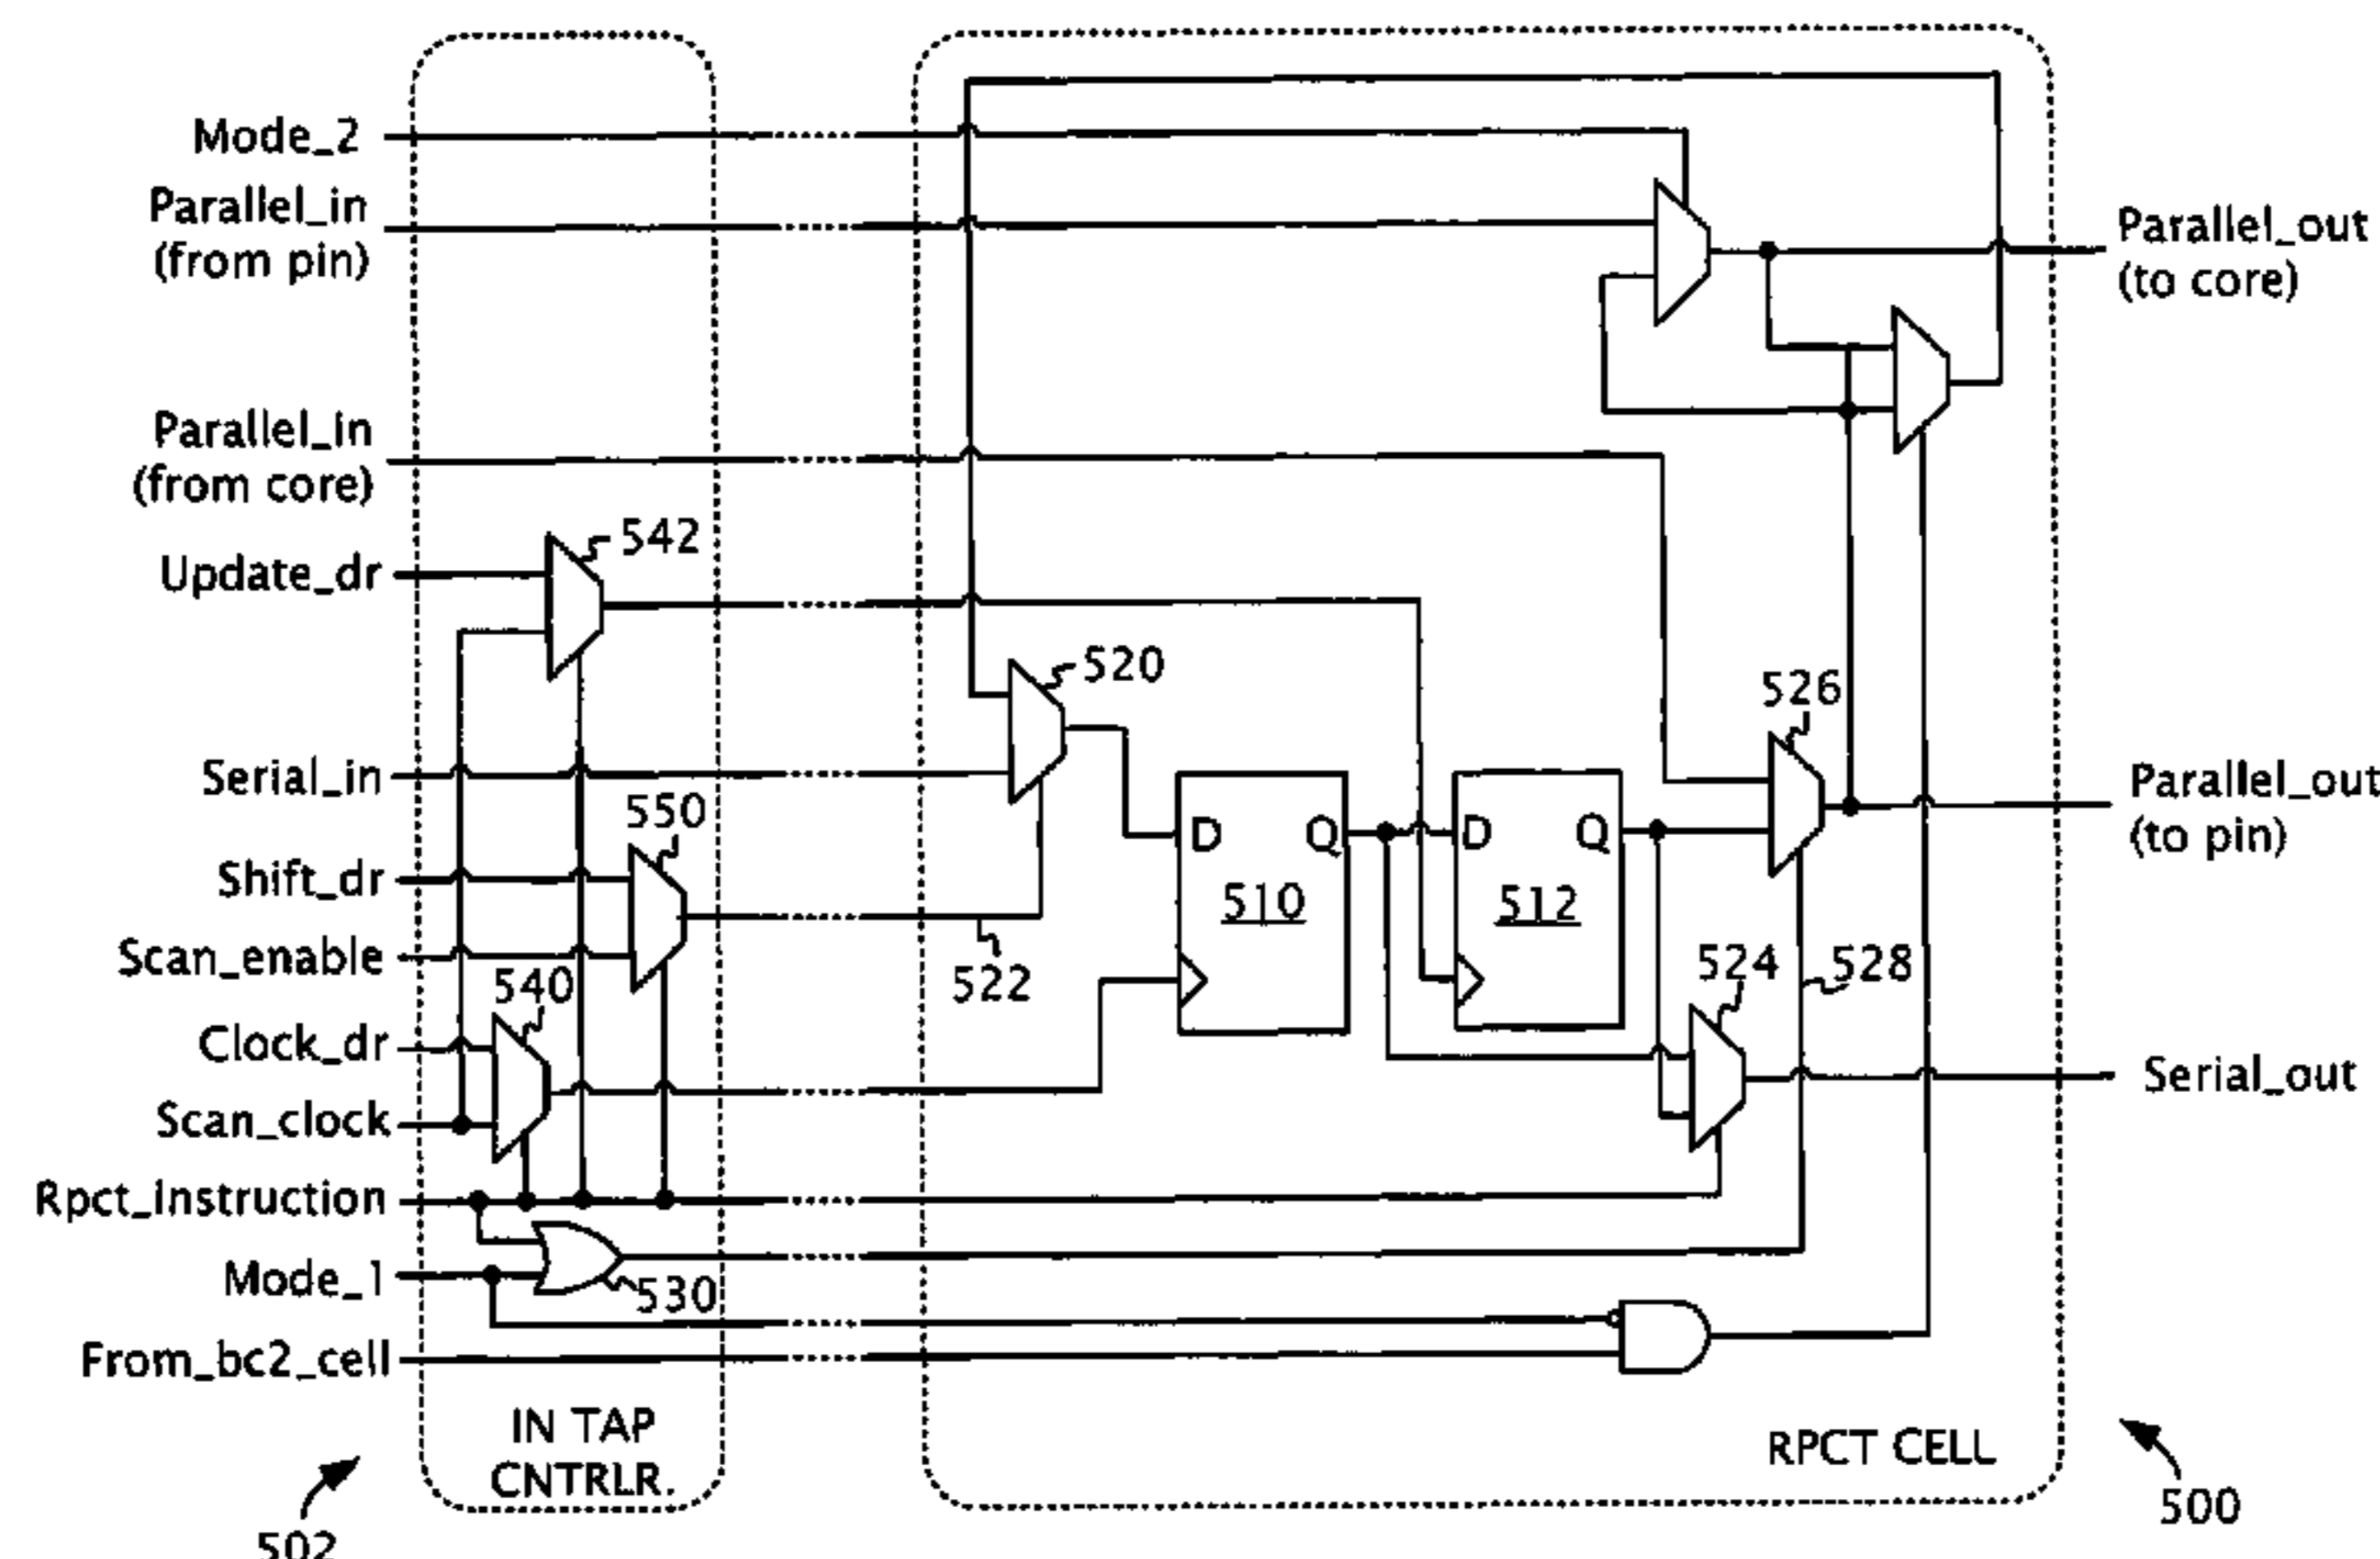 Mode_2
Parallel_in
(from pin)
Parallel_out
(to core)
Parallel_in
(from core)
542
Update_dr
520
526
Serial_in
550
Parallel_out
(to pin)
D
Q
D
Q
Shift_dr
510
512
Scan_enable
540
522
524
528
Clock_dr
Serial_out
Scan_clock
Rpct_instruction
Mode_1
530
From_bc2_cell
IN TAP
CNTRLR.
RPCT CELL
502
500